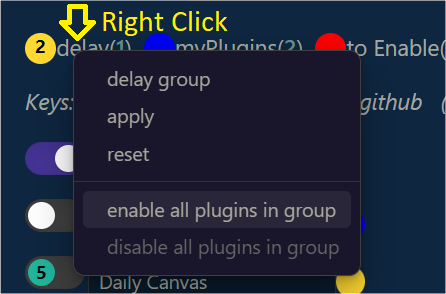 Right Click
2 delay(1) myPlugins(2) to Enable(
Keys: github (
delay group
apply
reset
enable all plugins in group
disable all plugins in group
5 Daily Canvas